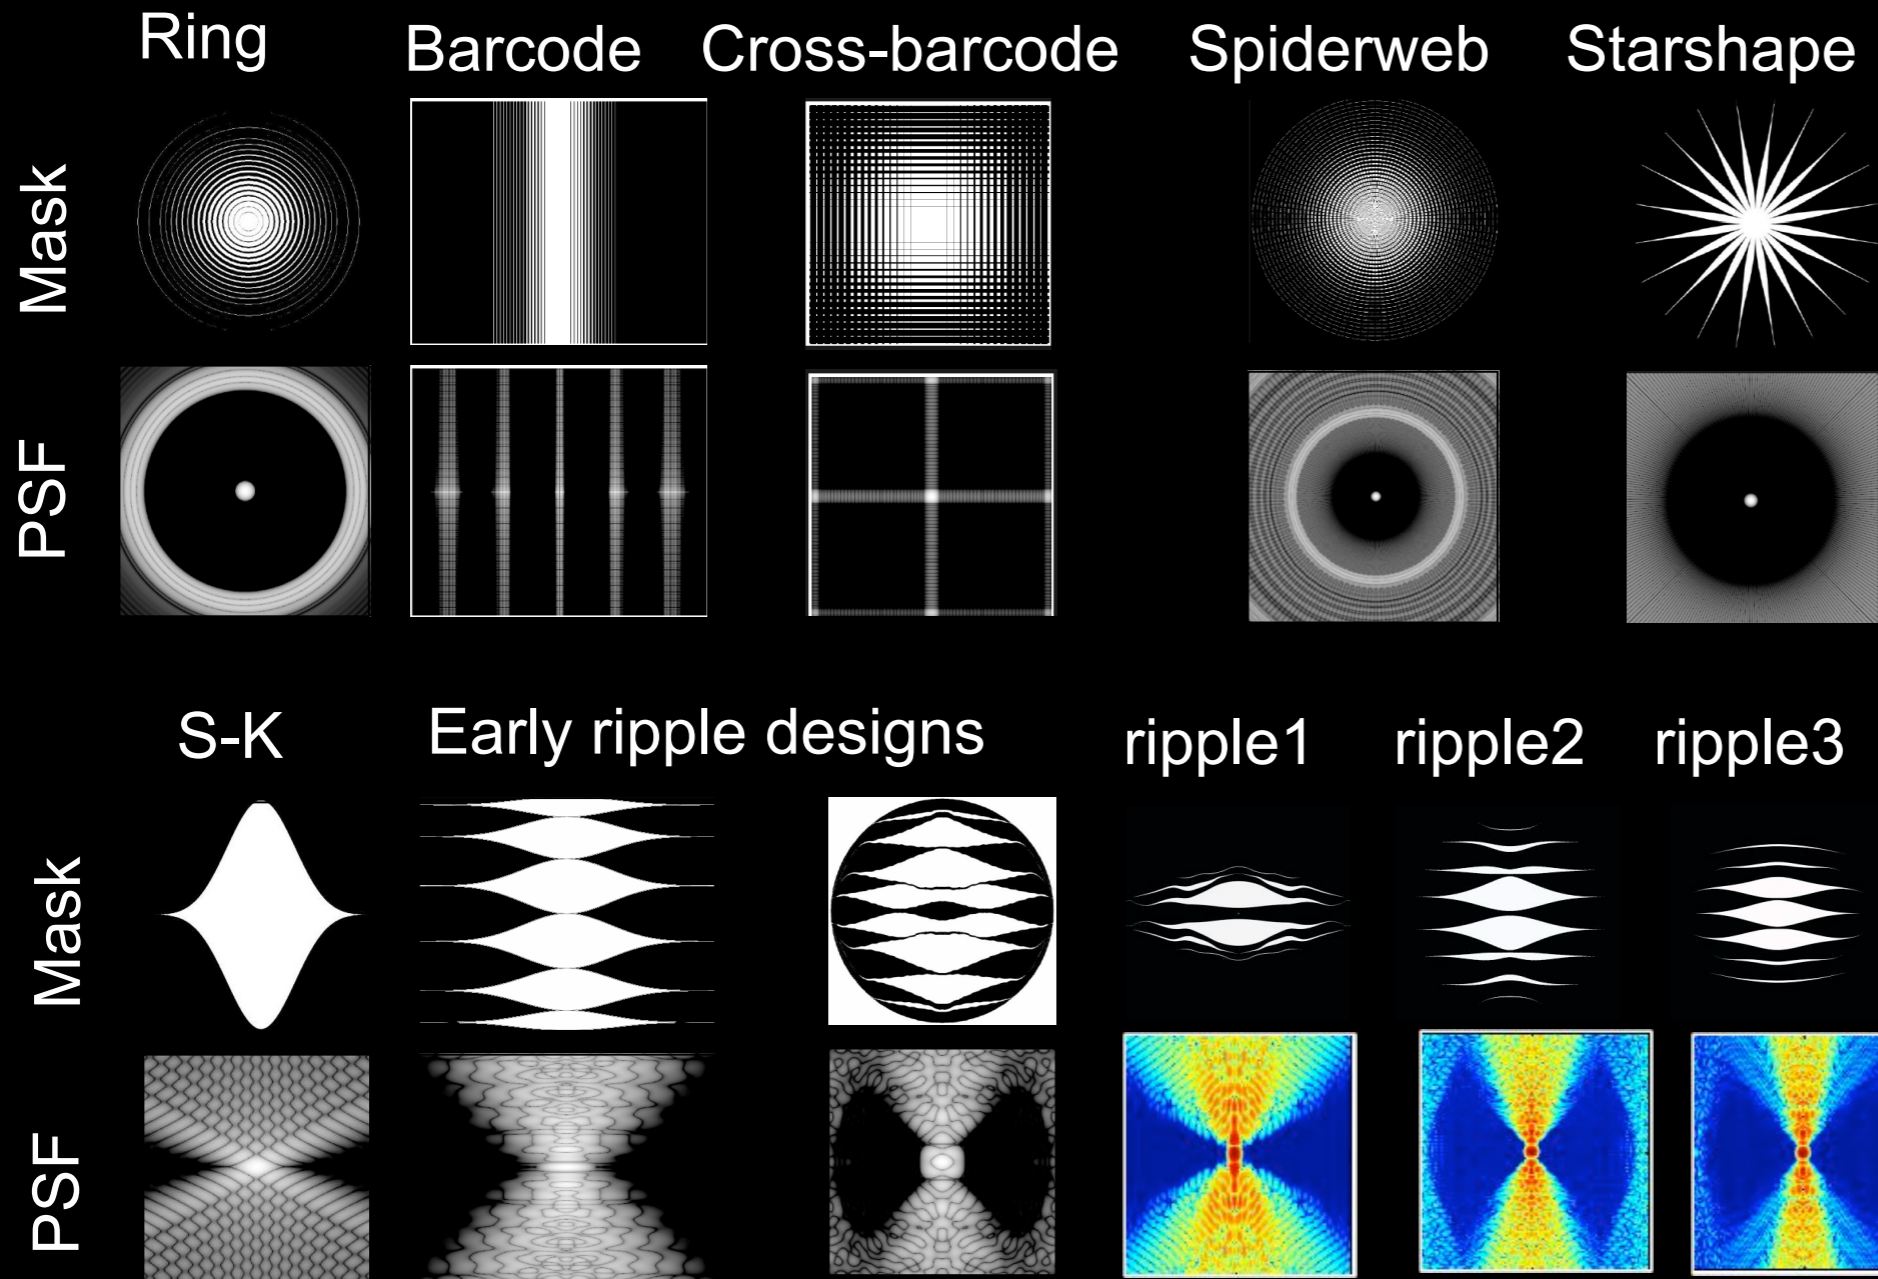 Ring
Barcode
Cross-barcode
Spiderweb
Starshape
Mask
PSF
S-K
Early ripple designs
ripple1
ripple2
ripple3
Mask
PSF